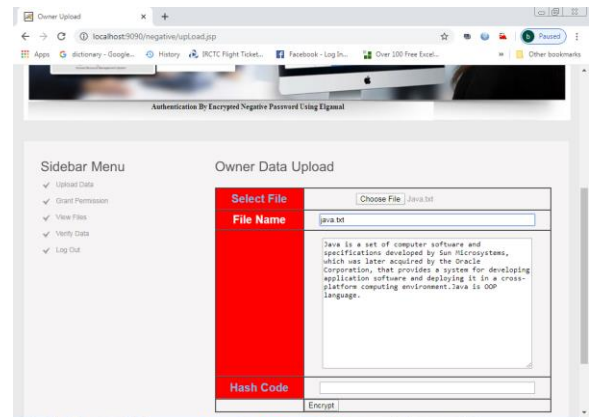 Owner Upload
localhost:9090/negative/upLoad.jsp
Paused
Apps
dictionary - Google...
History
IRCTC Flight Ticket...
Facebook - Log In...
Over 100 Free Excel...
Other bookmarks
Authentication By Encrypted Negative Password Using Elgamal
Sidebar Menu
Upload Data
Grant Permission
View Files
Verify Data
Log Out
Owner Data Upload
Select File
Choose File Java.txt
File Name
java.txt
Java is a set of computer software and
specifications developed by Sun Microsystems,
which was later acquired by the Oracle
Corporation, that provides a system for developing
application software and deploying it in a cross-
platform computing environment.Java is OOP
language.
Hash Code
Encrypt